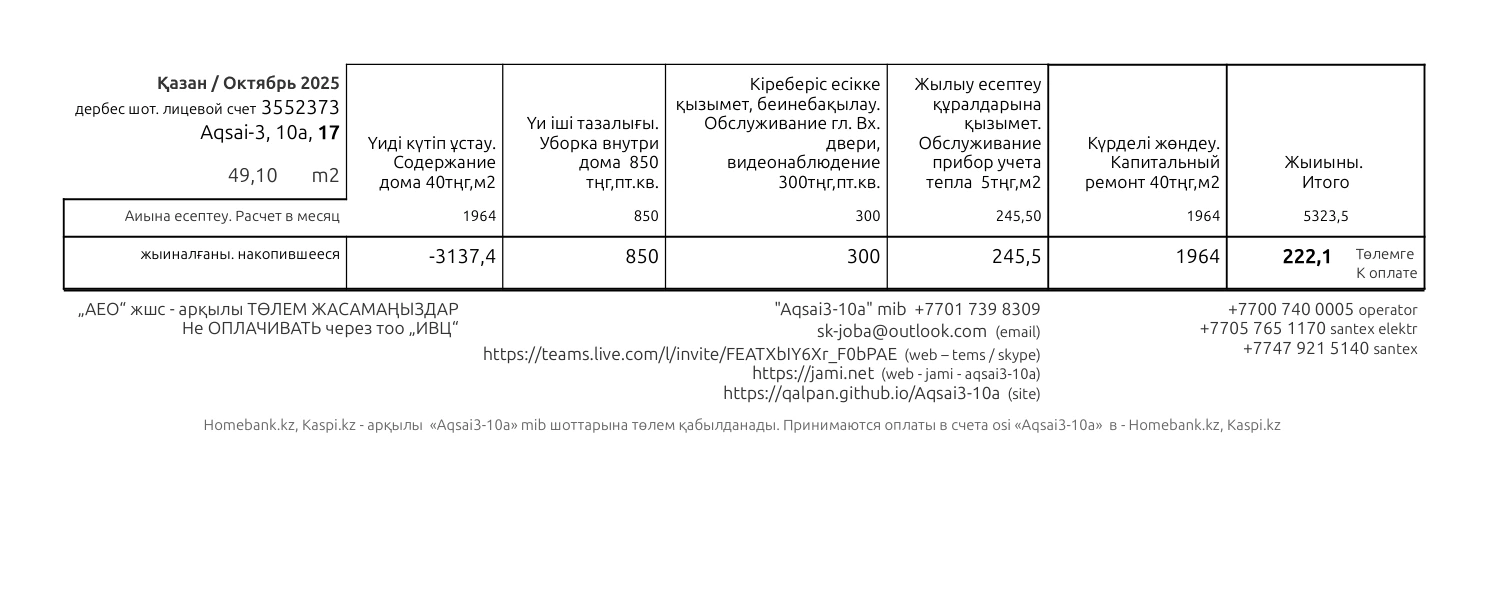 Қазан / Октябрь 2025
дербес шот. лицевой счет 3552373
Aqsai-3, 10a, 17
49,10 m2
Үиді күтіп ұстау.
Содержание
дома 40тңг,м2
Үи іші тазалығы.
Уборка внутри
дома 850
тңг,пт.кв.
Кіреберіс есікке
қызымет, беинебақылау.
Обслуживание гл. Вх.
двери,
видеонаблюдение
300тңг,пт.кв.
Жылыу есептеу
құралдарына
қызымет.
Обслуживание
прибор учета
тепла 5тңг,м2
Күрделі жөндеу.
Капитальный
ремонт 40тңг,м2
Жыиыны.
Итого
Аиына есептеу. Расчет в месяц 1964 850 300 245,50 1964 5323,5
жыиналғаны. накопившееся -3137,4 850 300 245,5 1964 222,1 Төлемге
К оплате
„АЕО“ жшс - арқылы ТӨЛЕМ ЖАСАМАҢЫЗДАР
Не ОПЛАЧИВАТЬ через тоо „ИВЦ“
"Aqsai3-10a" mib +7701 739 8309
sk-joba@outlook.com (email)
https://teams.live.com/l/invite/FEATXbIY6Xr_F0bPAE (web – tems / skype)
https://jami.net (web - jami - aqsai3-10a)
https://qalpan.github.io/Aqsai3-10a (site)
+7700 740 0005 operator
+7705 765 1170 santex elektr
+7747 921 5140 santex
Homebank.kz, Kaspi.kz - арқылы «Aqsai3-10a» mib шоттарына төлем қабылданады. Принимаются оплаты в счета osi «Aqsai3-10a» в - Homebank.kz, Kaspi.kz